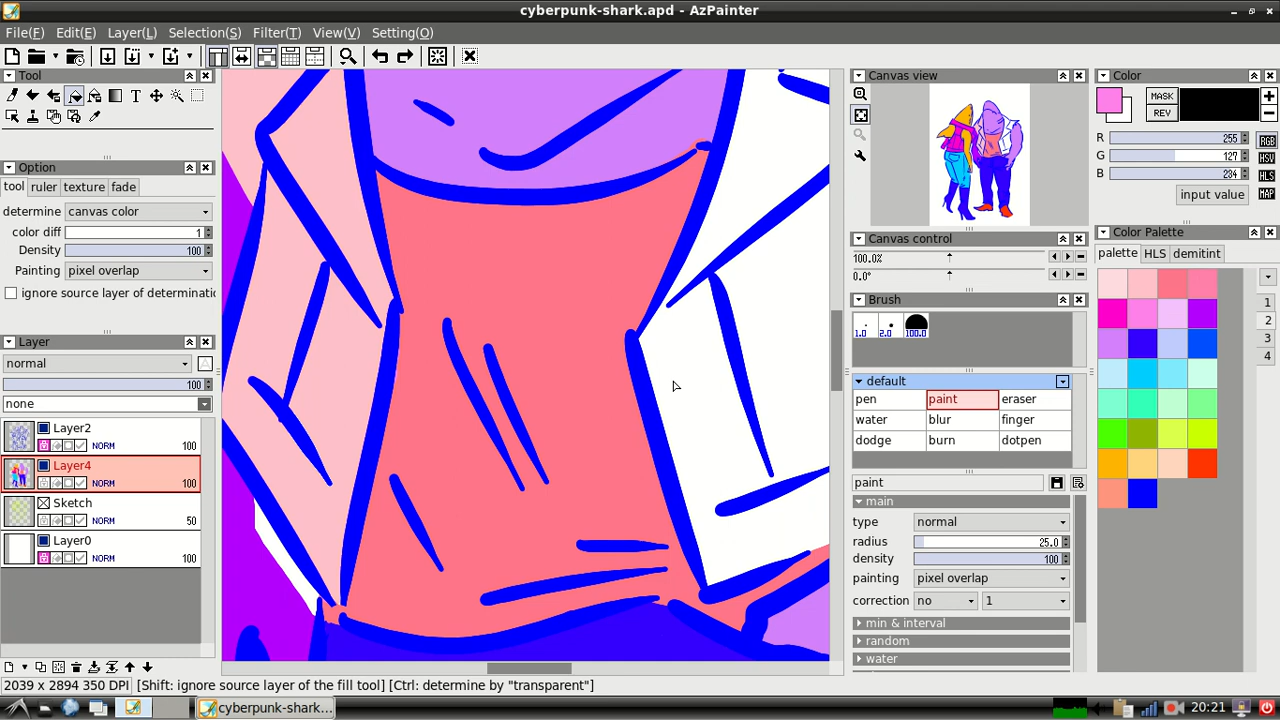 cyberpunk-shark.apd - AzPainter
File(F) Edit(E) Layer(L) Selection(S) Filter(T) View(V) Setting(O)
Tool
T
Option
tool ruler texture fade
determine canvas color
color diff 1
Density 100
Painting pixel overlap
ignore source layer of determinatio
Layer
normal
A
100
none
Layer2
NORM 100
Layer4
NORM 100
Sketch
NORM 50
Layer0
NORM 100
Canvas view
Canvas control
100.0%
0.0°
Brush
1.0 2.0 100.0
default
pen paint eraser
water blur finger
dodge burn dotpen
paint
main
type normal
radius 25.0
density 100
painting pixel overlap
correction no 1
min & interval
random
water
Color
MASK
REV
R 255
G 127
B 234
RGB
HSV
HLS
MAP
input value
Color Palette
palette HLS demitint
1
2
3
4
2039 x 2894 350 DPI [Shift: ignore source layer of the fill tool] [Ctrl: determine by "transparent"]
cyberpunk-shark...
20:21